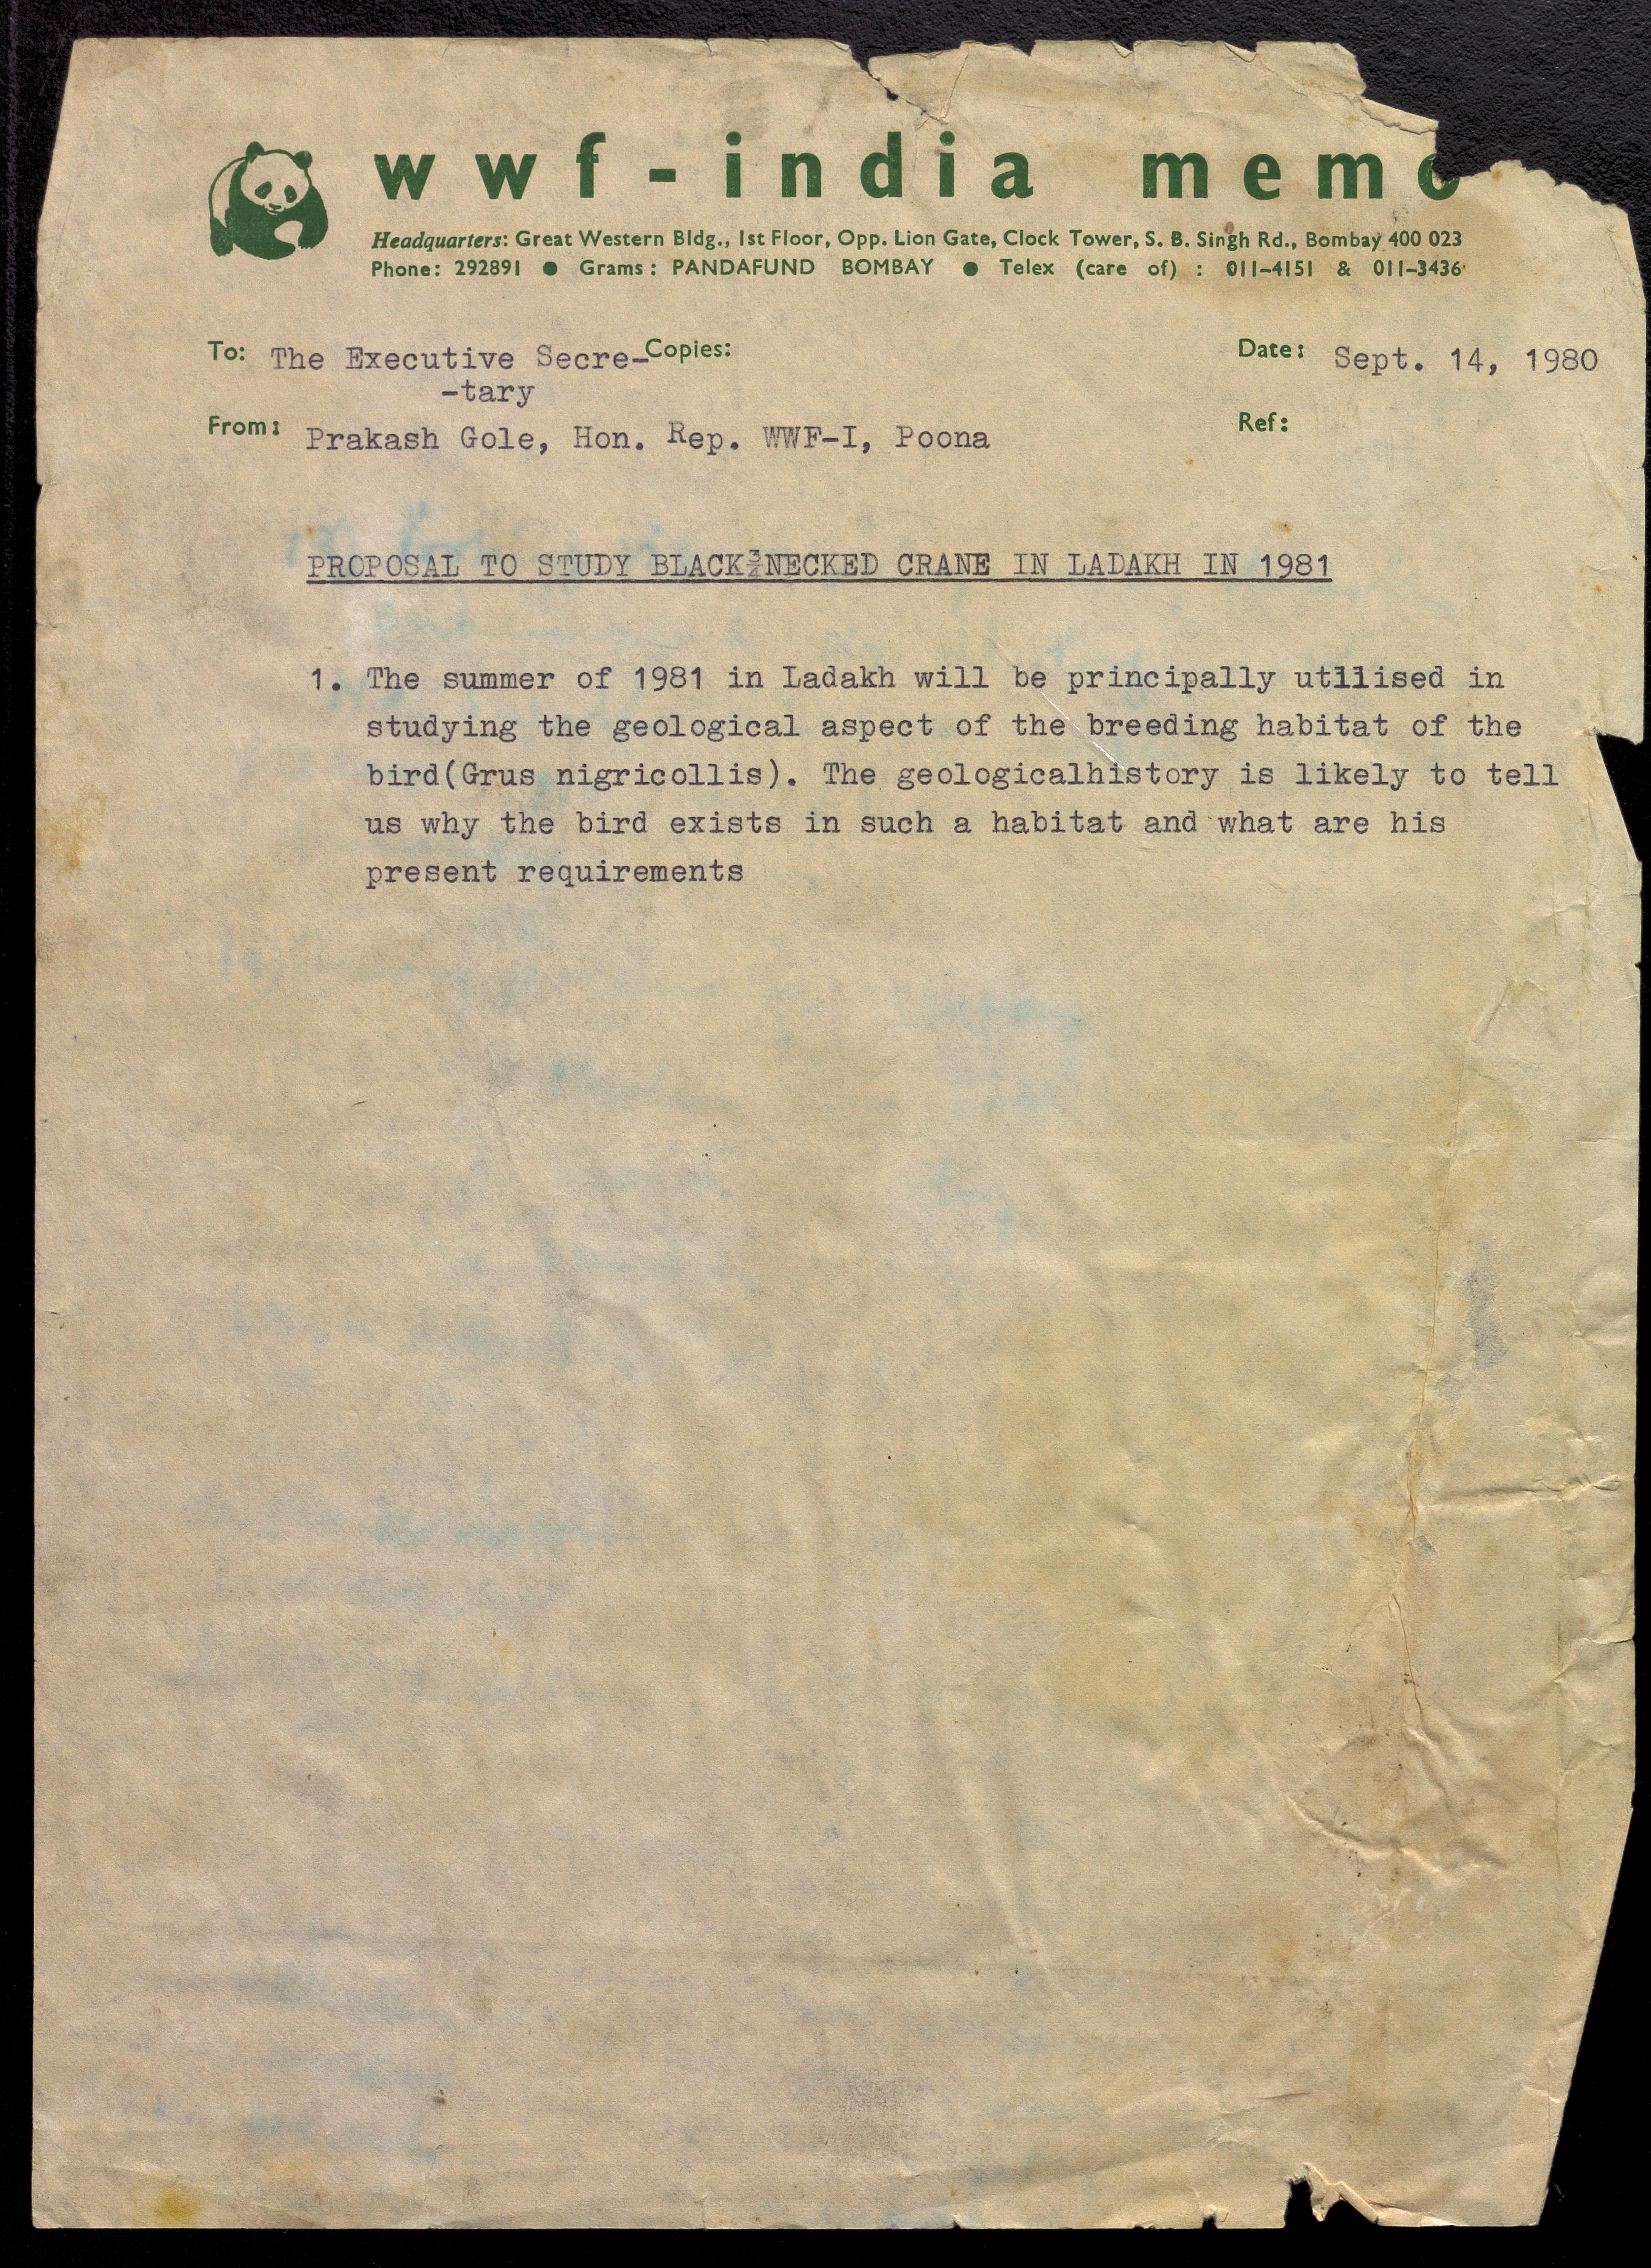 wwf-india memo
Headquarters: Great Western Bldg., 1st Floor, Opp. Lion Gate, Clock Tower, S. B. Singh Rd., Bombay 400 023
Phone: 292891 ● Grams: PANDAFUND BOMBAY ● Telex (care of) : 011-4151 & 011-3436
To: The Executive Secre- Copies: Date: Sept. 14, 1980
-tary
From: Prakash Gole, Hon. Rep. WWF-I, Poona Ref:
PROPOSAL TO STUDY BLACK-NECKED CRANE IN LADAKH IN 1981
1. The summer of 1981 in Ladakh will be principally utilised in
studying the geological aspect of the breeding habitat of the
bird(Grus nigricollis). The geologicalhistory is likely to tell
us why the bird exists in such a habitat and what are his
present requirements